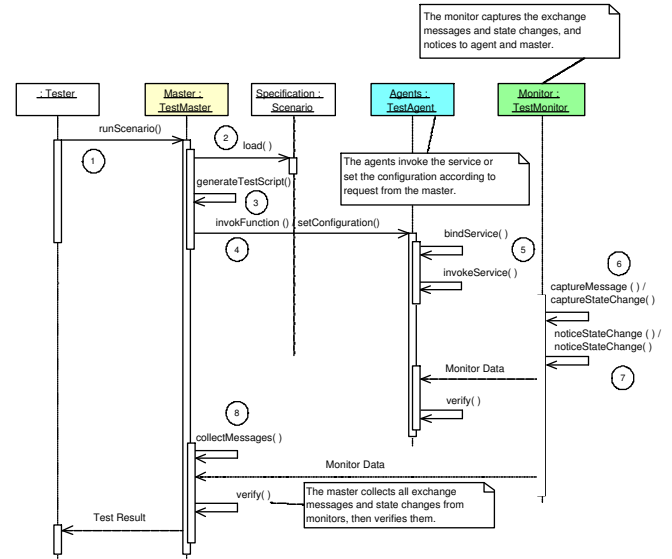 The monitor captures the exchange
messages and state changes, and
notices to agent and master.
: Tester
Master :
TestMaster
Specification :
Scenario
Agents :
TestAgent
Monitor :
TestMonitor
runScenario()
1
2
load( )
The agents invoke the service or
set the configuration according to
request from the master.
generateTestScript()
3
invokFunction () / setConfiguration()
4
bindService( )
5
invokeService( )
6
captureMessage ( ) /
captureStateChange( )
noticeStateChange ( ) /
noticeStateChange( )
7
Monitor Data
verify( )
8
collectMessages( )
Monitor Data
verify( )
The master collects all exchange
messages and state changes from
monitors, then verifies them.
Test Result